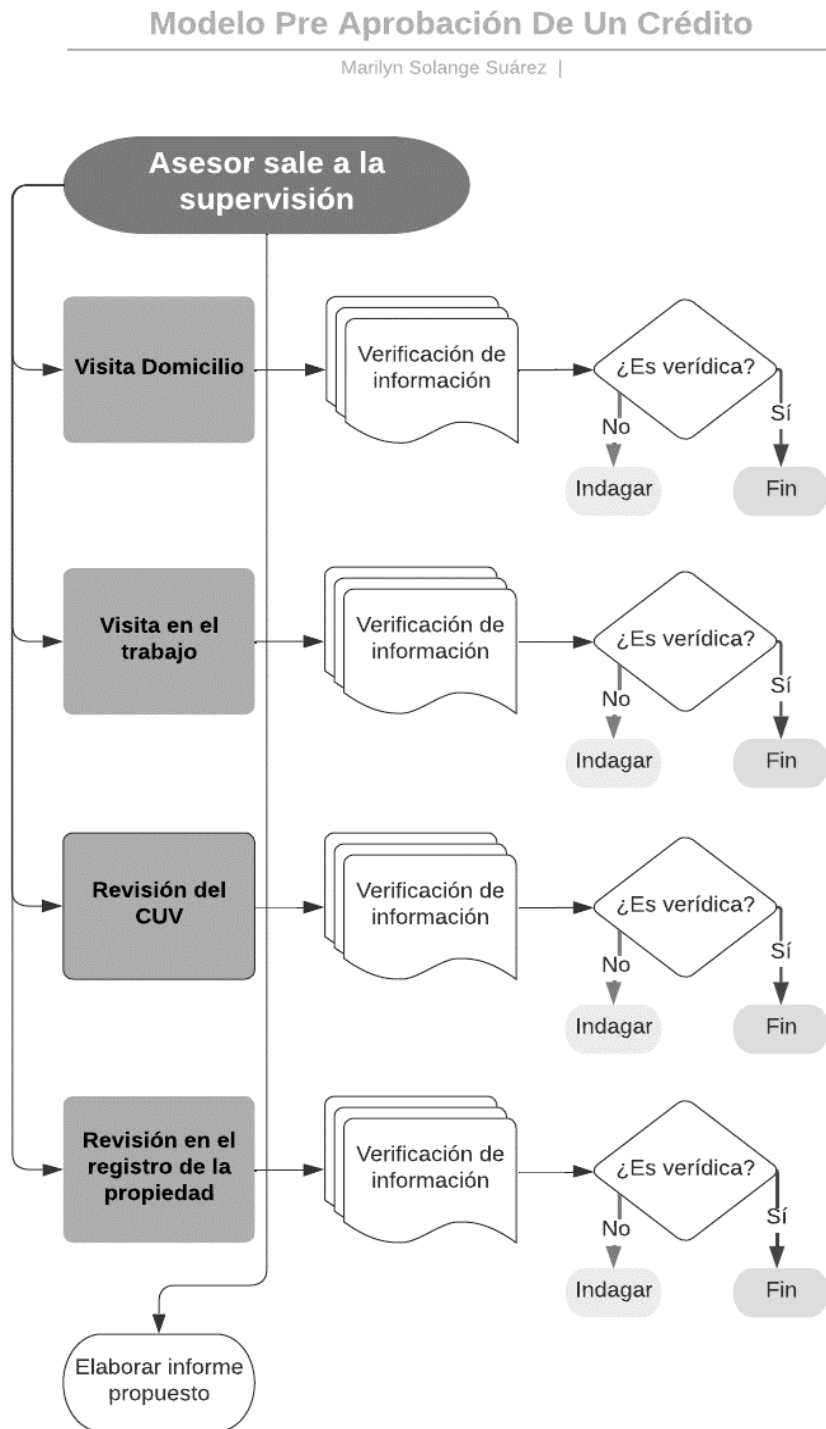 Modelo Pre Aprobación De Un Crédito
Marilyn Solange Suárez |
Asesor sale a la
supervisión
Visita Domicilio
Verificación de
información
¿Es verídica?
No
Sí
Indagar
Fin
Visita en el
trabajo
Verificación de
información
¿Es verídica?
No
Sí
Indagar
Fin
Revisión del
CUV
Verificación de
información
¿Es verídica?
No
Sí
Indagar
Fin
Revisión en el
registro de la
propiedad
Verificación de
información
¿Es verídica?
No
Sí
Indagar
Fin
Elaborar informe
propuesto